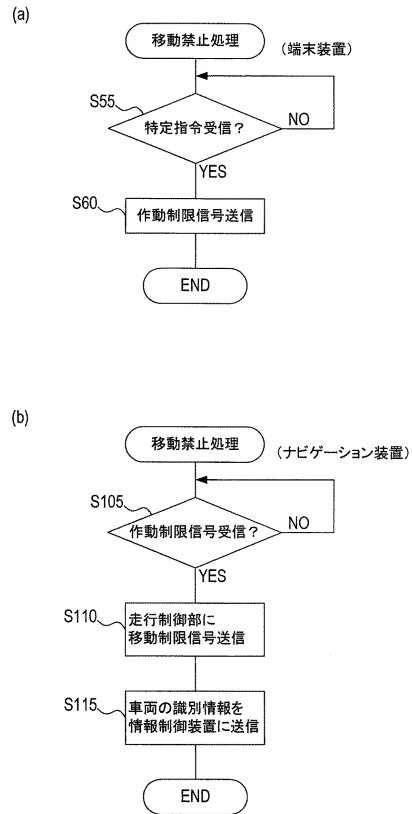 (a)
移動禁止処理
(端末装置)
S55
特定指令受信?
NO
YES
S60
作動制限信号送信
END
(b)
移動禁止処理
(ナビゲーション装置)
S105
作動制限信号受信?
NO
YES
S110
走行制御部に
移動制限信号送信
S115
車両の識別情報を
情報制御装置に送信
END